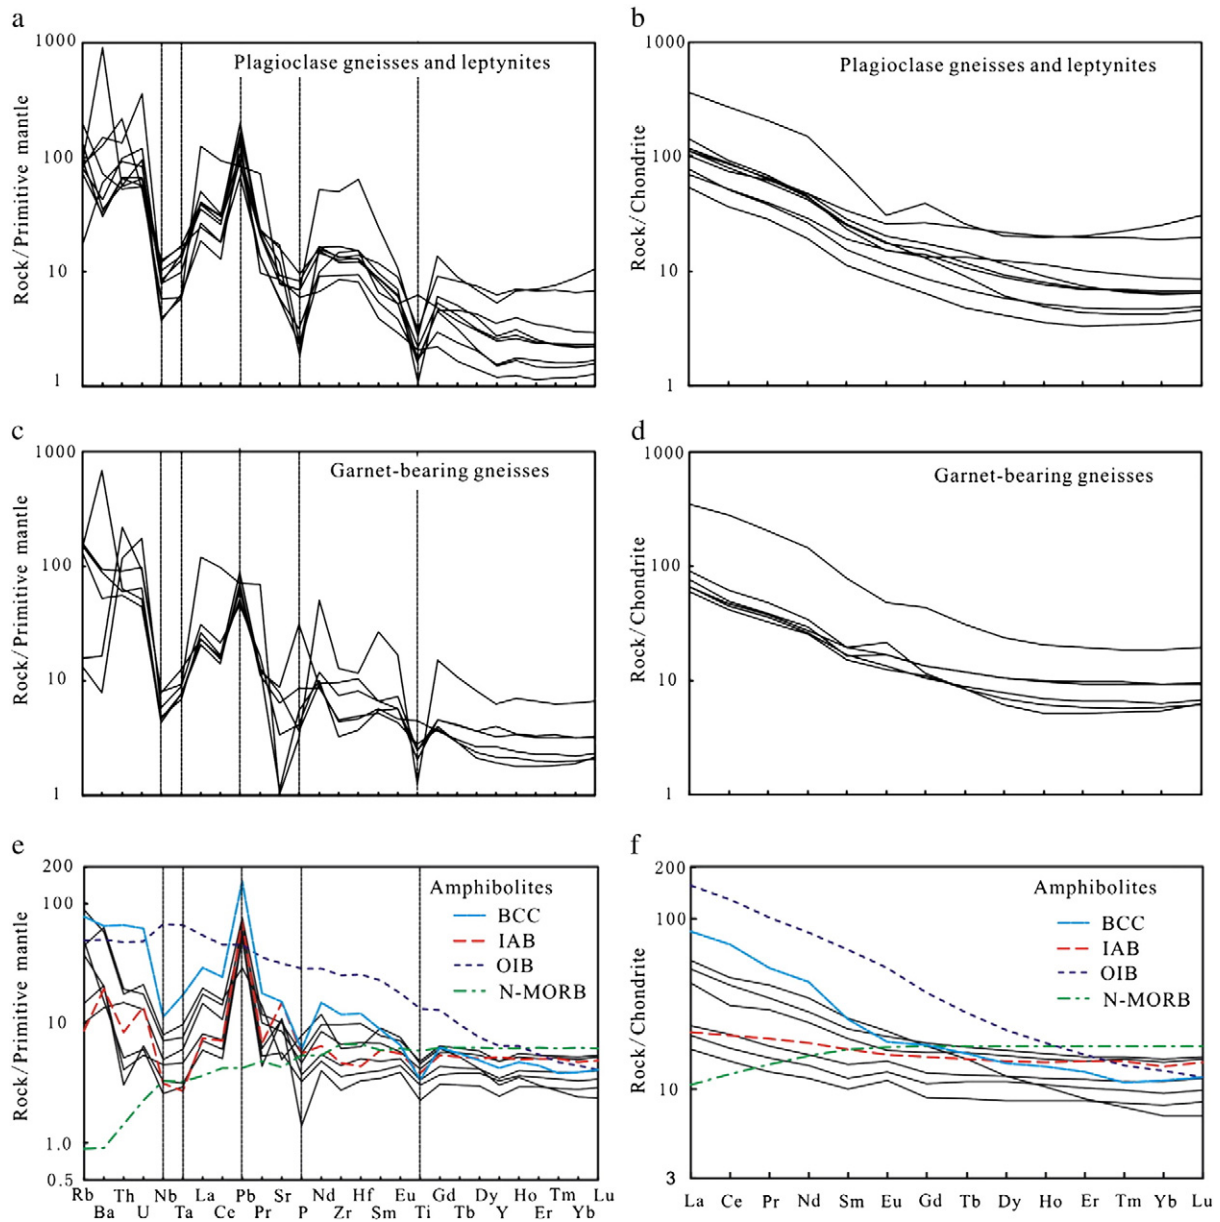 a
1000
100
10
1
Rock/Primitive mantle
Plagioclase gneisses and leptynites
b
1000
100
10
1
Rock/Chondrite
Plagioclase gneisses and leptynites
c
1000
100
10
1
Rock/Primitive mantle
Garnet-bearing gneisses
d
1000
100
10
1
Rock/Chondrite
Garnet-bearing gneisses
e
200
100
10
1.0
0.5
Rock/Primitive mantle
Amphibolites
BCC
IAB
OIB
N-MORB
Rb Th Nb La Pb Sr Nd Hf Eu Gd Dy Ho Tm Lu
Ba U Ta Ce Pr P Zr Sm Ti Tb Y Er Yb
f
200
100
10
3
Rock/Chondrite
Amphibolites
BCC
IAB
OIB
N-MORB
La Ce Pr Nd Sm Eu Gd Tb Dy Ho Er Tm Yb Lu